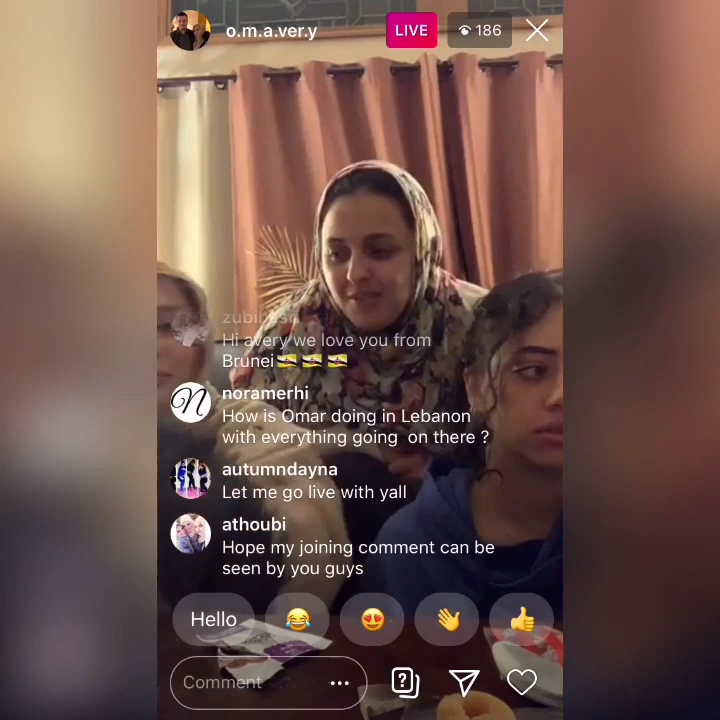 o.m.a.ver.y
LIVE
186
Hi avery we love you from
Brunei🇧🇳 🇧🇳 🇧🇳
noramerhi
How is Omar doing in Lebanon
with everything going on there ?
autumndayna
Let me go live with yall
athoubi
Hope my joining comment can be
seen by you guys
Hello 😂 😍 👋 👍
Comment